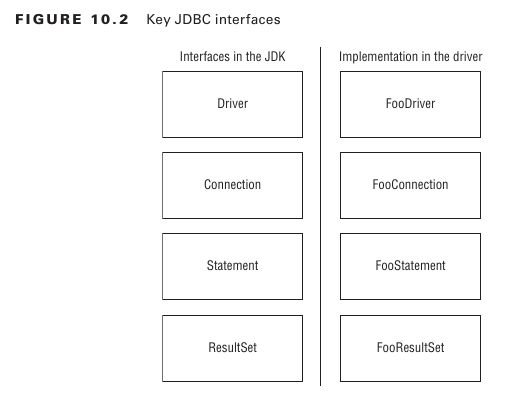 FIGURE 10.2 Key JDBC interfaces
Interfaces in the JDK
Implementation in the driver
Driver
FooDriver
Connection
FooConnection
Statement
FooStatement
ResultSet
FooResultSet